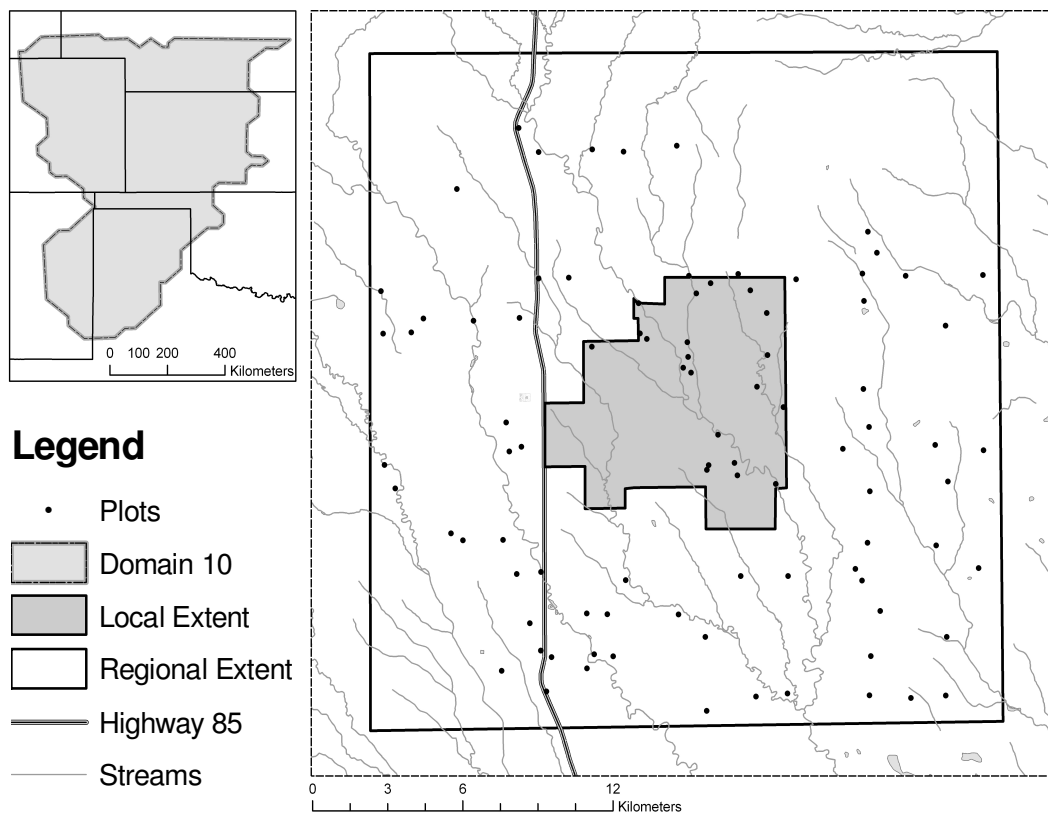 0 100 200 400
Kilometers
Legend
Plots
Domain 10
Local Extent
Regional Extent
Highway 85
Streams
0 3 6 12
Kilometers